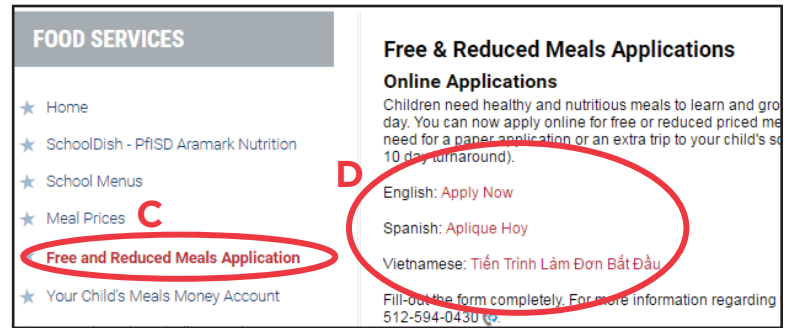 FOOD SERVICES
Home
SchoolDish - PfISD Aramark Nutrition
School Menus
Meal Prices
C
Free and Reduced Meals Application
Your Child's Meals Money Account
Free & Reduced Meals Applications
Online Applications
Children need healthy and nutritious meals to learn and gro
day. You can now apply online for free or reduced priced me
need for a paper application or an extra trip to your child's sc
10 day turnaround).
D
English: Apply Now
Spanish: Aplique Hoy
Vietnamese: Tiến Trình Làm Đơn Bắt Đầu
Fill-out the form completely. For more information regarding
512-594-0430